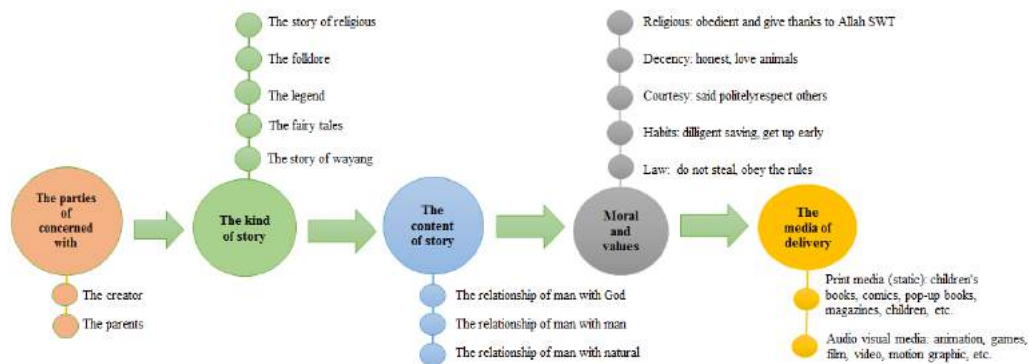 The story of religious
The folklore
The legend
The fairy tales
The story of wayang
Religious: obedient and give thanks to Allah SWT
Decency: honest, love animals
Courtesy: said politelyrespect others
Habits: dilligent saving, get up early
Law: do not steal, obey the rules
The parties
of
concerned
with
The kind
of story
The
content
of story
Moral
and
values
The
media of
delivery
The creator
The parents
The relationship of man with God
The relationship of man with man
The relationship of man with natural
Print media (static): children's
books, comics, pop-up books,
magazines, children, etc.
Audio visual media: animation, games,
film, video, motion graphic, etc.